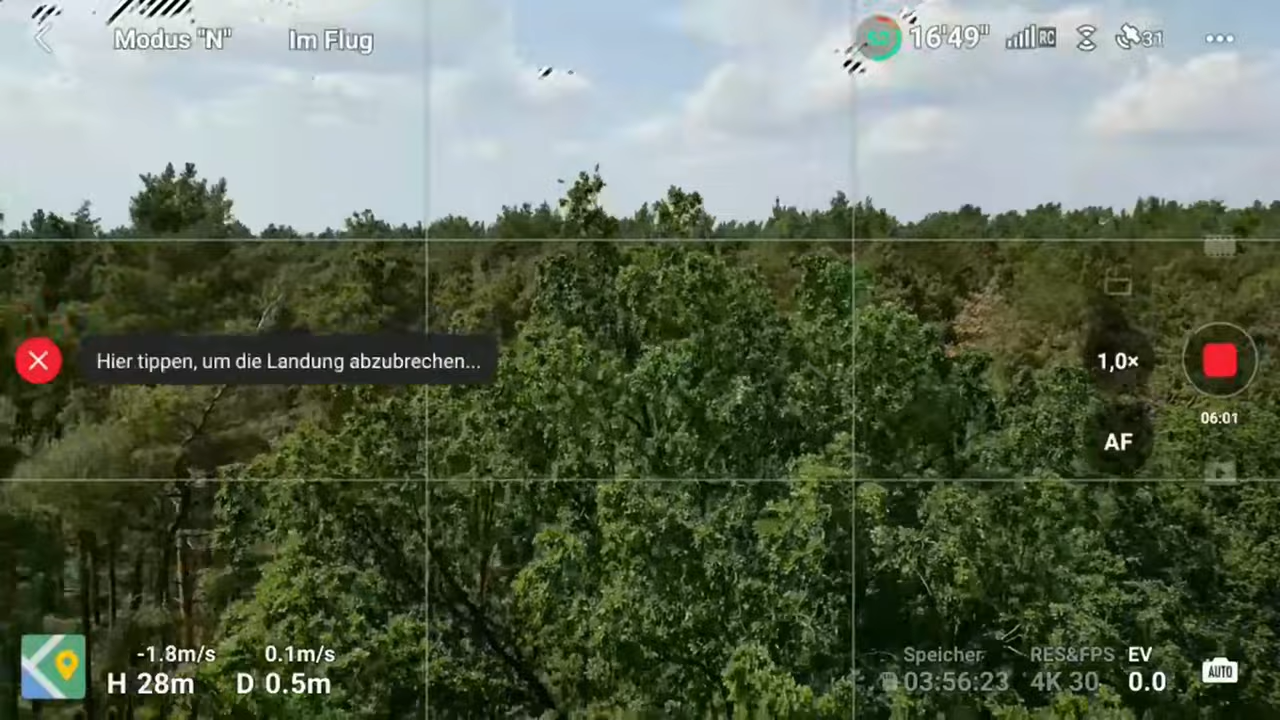 Modus "N"
Im Flug
16'49"
RC
31
Hier tippen, um die Landung abzubrechen...
1,0×
06:01
AF
-1.8m/s
0.1m/s
H 28m
D 0.5m
Speicher
03:56:23
RES&FPS
4K 30
EV
0.0
AUTO